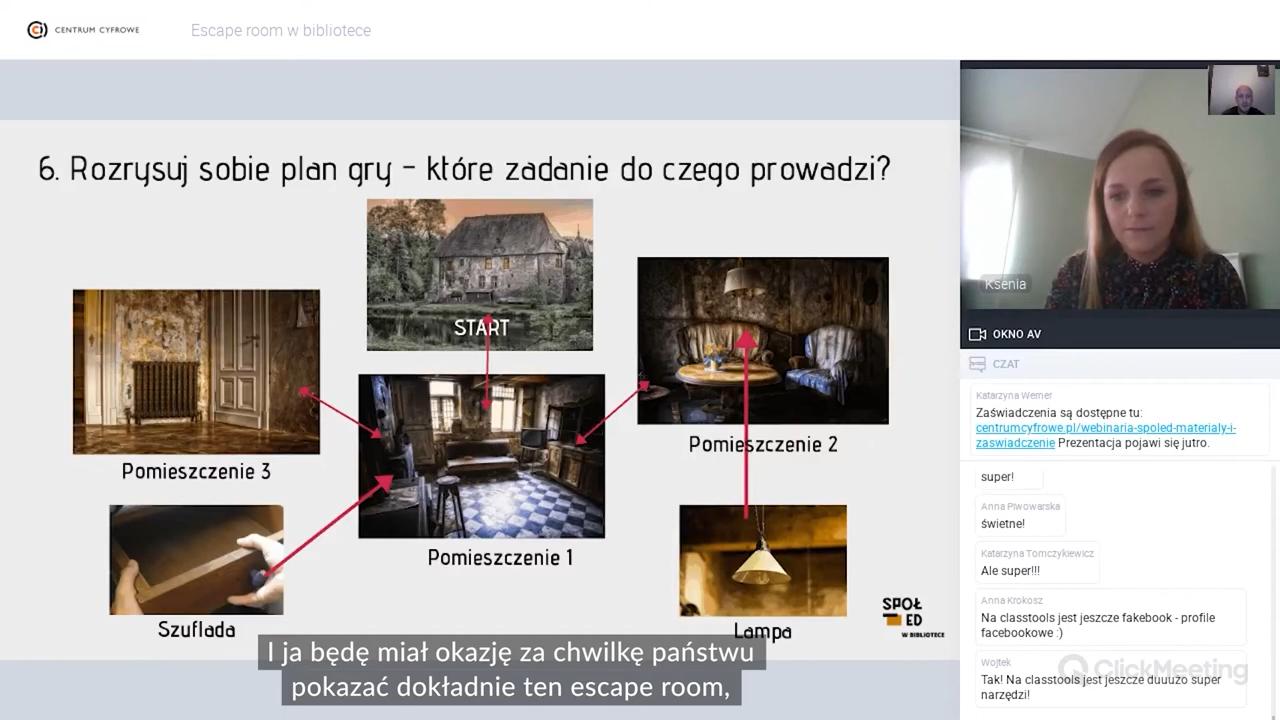 CENTRUM CYFROWE
Escape room w bibliotece
6. Rozrysuj sobie plan gry - które zadanie do czego prowadzi?
START
Pomieszczenie 3
Pomieszczenie 2
Pomieszczenie 1
Szuflada
Lampa
SPOŁ
ED
W BIBLIOTECE
I ja będę miał okazję za chwilkę państwu
pokazać dokładnie ten escape room,
Ksenia
OKNO AV
CZAT
Katarzyna Werner
Zaświadczenia są dostępne tu:
centrumcyfrowe.pl/webinaria-spoled-materialy-i-
zaswiadczenie Prezentacja pojawi się jutro.
super!
Anna Piwowarska
świetne!
Katarzyna Tomczykiewicz
Ale super!!!
Anna Krokosz
Na classtools jest jeszcze fakebook - profile
facebookowe :)
Wojtek
Tak! Na classtools jest jeszcze duuużo super
narzędzi!
ClickMeeting